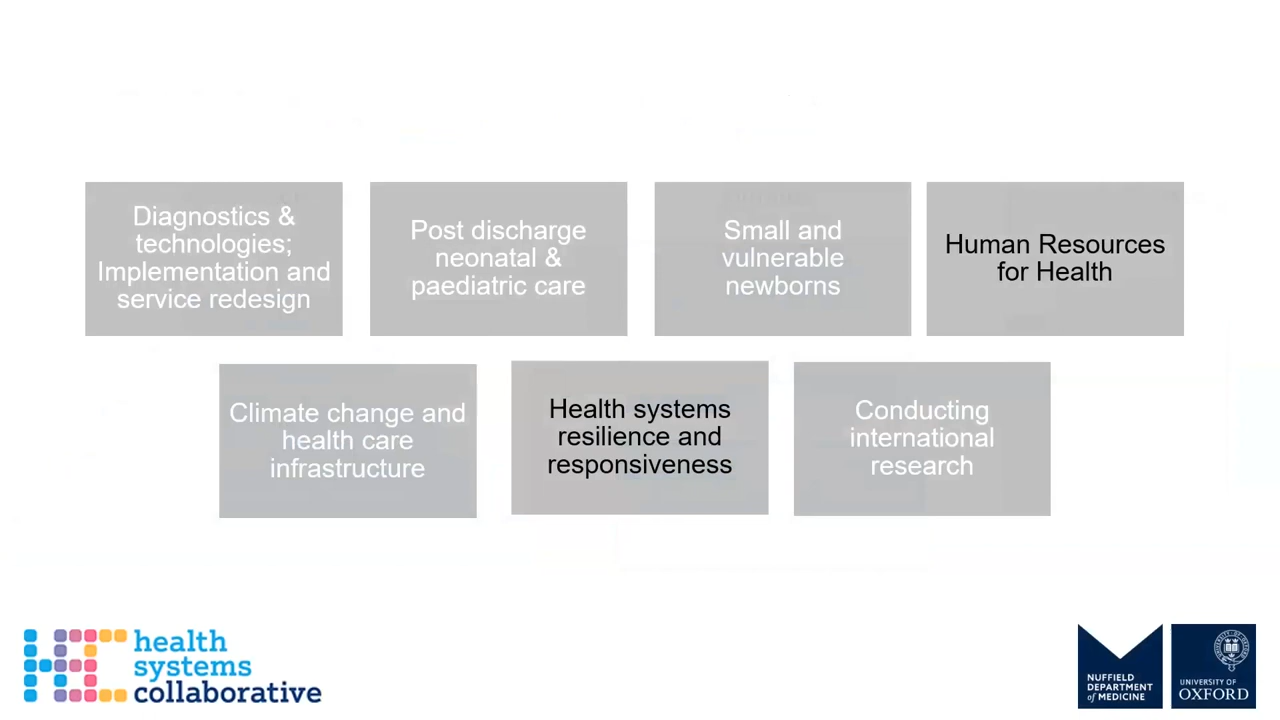 Diagnostics &
technologies;
Implementation and
service redesign
Post discharge
neonatal &
paediatric care
Small and
vulnerable
newborns
Human Resources
for Health
Climate change and
health care
infrastructure
Health systems
resilience and
responsiveness
Conducting
international
research
health
systems
collaborative
NUFFIELD
DEPARTMENT
of MEDICINE
UNIVERSITY OF
OXFORD